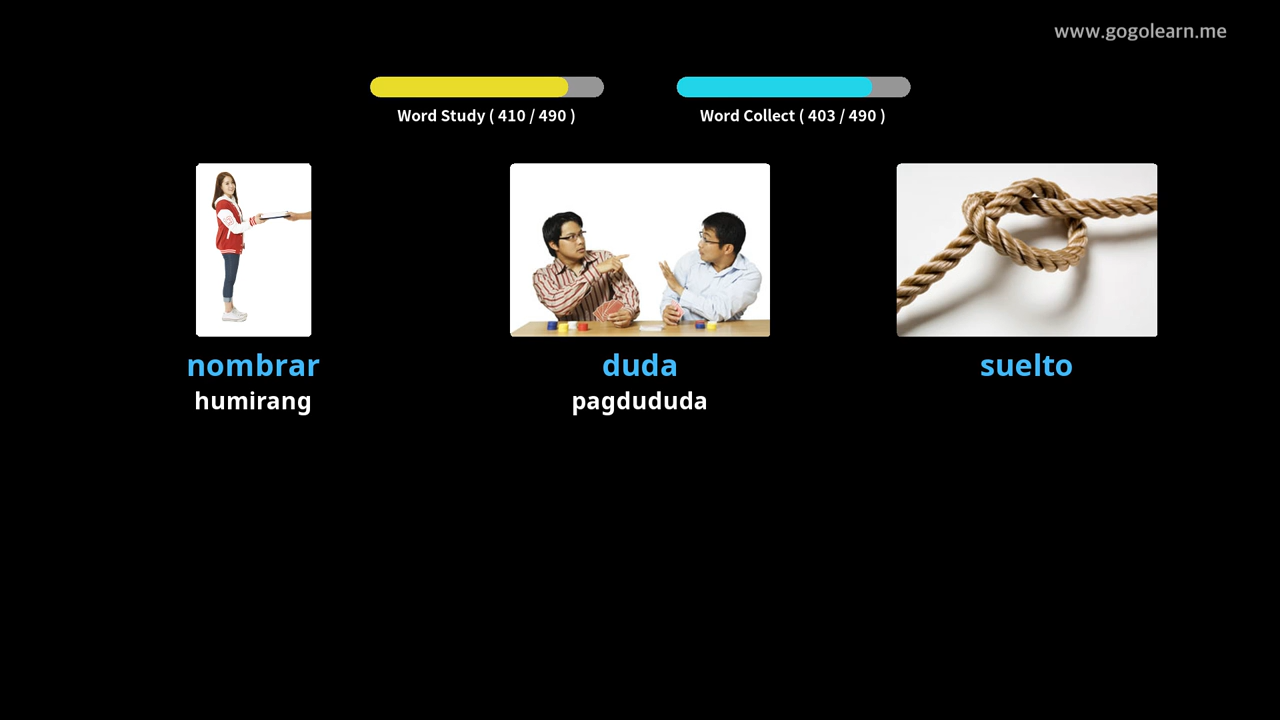 www.gogolearn.me
Word Study ( 410 / 490 )
Word Collect ( 403 / 490 )
nombrar
humirang
duda
pagdududa
suelto